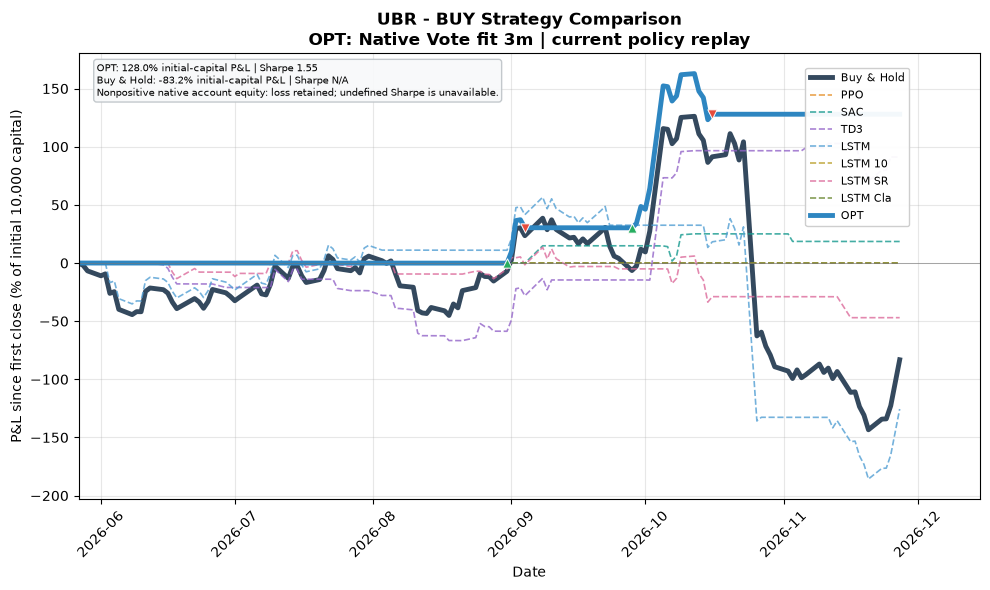 UBR - BUY Strategy Comparison
OPT: Native Vote fit 3m | current policy replay
OPT: 128.0% initial-capital P&L | Sharpe 1.55
Buy & Hold: -83.2% initial-capital P&L | Sharpe N/A
Nonpositive native account equity: loss retained; undefined Sharpe is unavailable.
Buy & Hold
PPO
SAC
TD3
LSTM
LSTM 10
LSTM SR
LSTM Cla
OPT
P&L since first close (% of initial 10,000 capital)
150
100
50
0
−50
−100
−150
−200
2026-06
2026-07
2026-08
2026-09
2026-10
2026-11
2026-12
Date